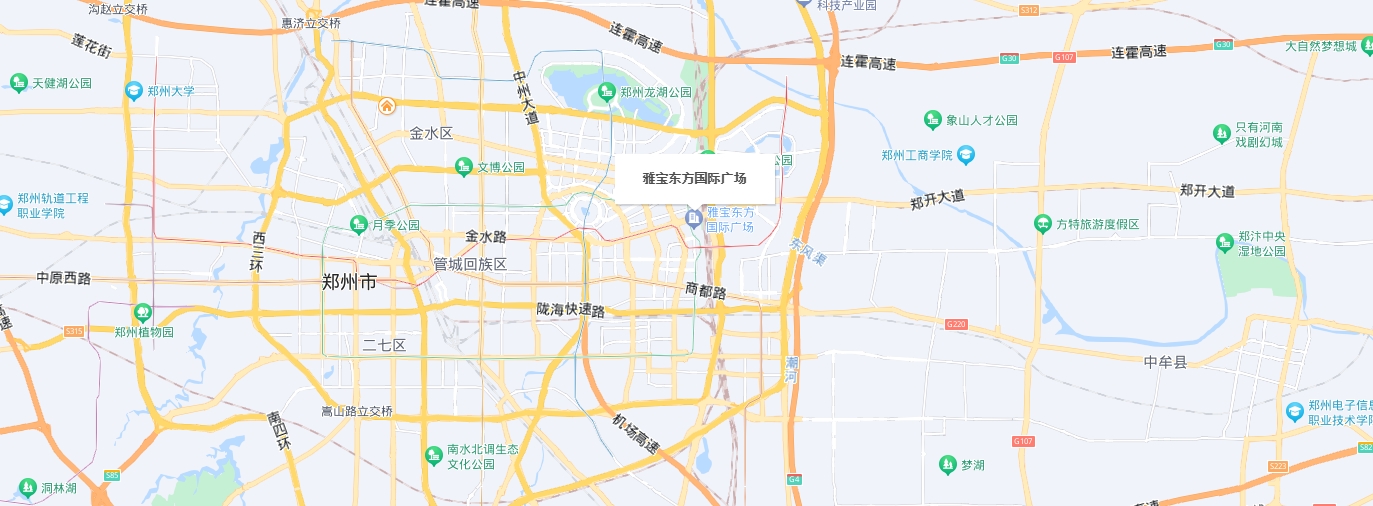 沟赵立交桥
惠济立交桥
科技产业园
S312
连霍高速
莲花街
连霍高速
连霍高速
G30
G30
G107
大自然梦想城
天健湖公园
郑州大学
中州大道
郑州龙湖公园
金水区
象山人才公园
只有河南
戏剧幻城
文博公园
公园
郑州工商学院
雅宝东方国际广场
郑州轨道工程
职业学院
郑开大道
郑开大道
雅宝东方
国际广场
月季公园
金水路
西三环
方特旅游度假区
郑汴中央
湿地公园
东风渠
管城回族区
中原西路
郑州市
商都路
陇海快速路
高速
S315
郑州植物园
G220
二七区
中牟县
潮河
嵩山路立交桥
南四环
机场高速
郑州电子信息
职业技术学院
G107
南水北调生态
文化公园
梦湖
S223
S82
S85
G4
洞林湖
高速